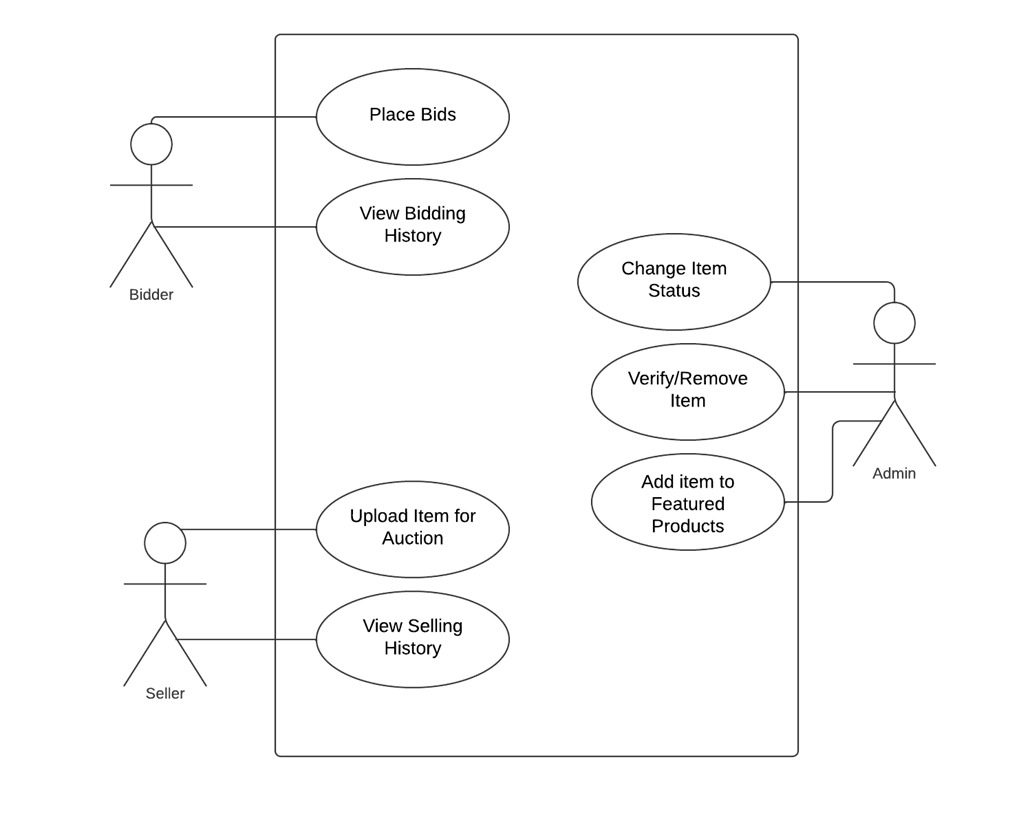 Place Bids
View Bidding
History
Bidder
Change Item
Status
Verify/Remove
Item
Admin
Add item to
Featured
Products
Upload Item for
Auction
View Selling
History
Seller